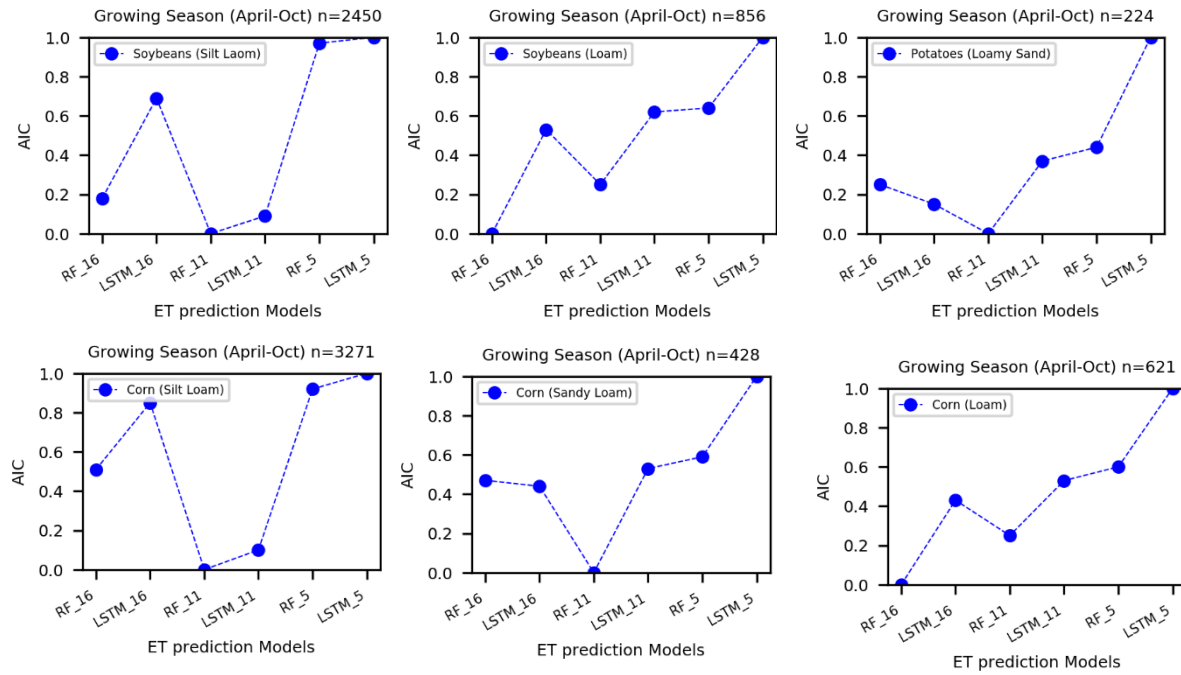 Growing Season (April-Oct) n=2450
Soybeans (Silt Laom)
AIC
1.0
0.8
0.6
0.4
0.2
0.0
RF_16
LSTM_16
RF_11
LSTM_11
RF_5
LSTM_5
ET prediction Models
Growing Season (April-Oct) n=856
Soybeans (Loam)
AIC
1.0
0.8
0.6
0.4
0.2
0.0
RF_16
LSTM_16
RF_11
LSTM_11
RF_5
LSTM_5
ET prediction Models
Growing Season (April-Oct) n=224
Potatoes (Loamy Sand)
AIC
1.0
0.8
0.6
0.4
0.2
0.0
RF_16
LSTM_16
RF_11
LSTM_11
RF_5
LSTM_5
ET prediction Models
Growing Season (April-Oct) n=3271
Corn (Silt Loam)
AIC
1.0
0.8
0.6
0.4
0.2
0.0
RF_16
LSTM_16
RF_11
LSTM_11
RF_5
LSTM_5
ET prediction Models
Growing Season (April-Oct) n=428
Corn (Sandy Loam)
AIC
1.0
0.8
0.6
0.4
0.2
0.0
RF_16
LSTM_16
RF_11
LSTM_11
RF_5
LSTM_5
ET prediction Models
Growing Season (April-Oct) n=621
Corn (Loam)
AIC
1.0
0.8
0.6
0.4
0.2
0.0
RF_16
LSTM_16
RF_11
LSTM_11
RF_5
LSTM_5
ET prediction Models